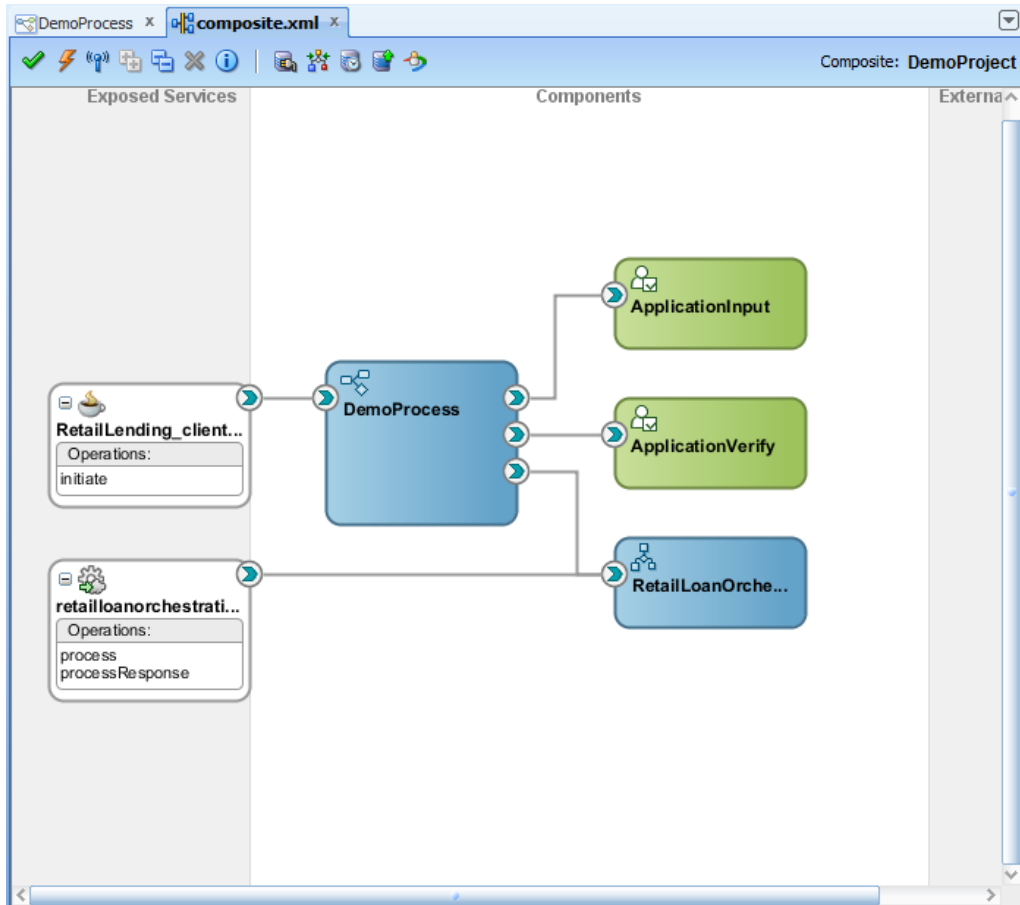 DemoProcess x composite.xml x
Composite: DemoProject
Exposed Services
Components
Externa
ApplicationInput
DemoProcess
RetailLending_client...
Operations:
initiate
ApplicationVerify
retailloanorchestrati...
Operations:
process
processResponse
RetailLoanOrche...